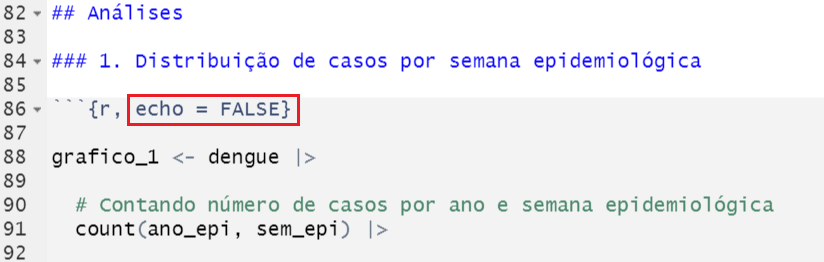 82 ## Análises
83
84 ### 1. Distribuição de casos por semana epidemiológica
85
86 ```{r, echo = FALSE}
87
88 grafico_1 <- dengue |>
89
90 # Contando número de casos por ano e semana epidemiológica
91 count(ano_epi, sem_epi) |>
92